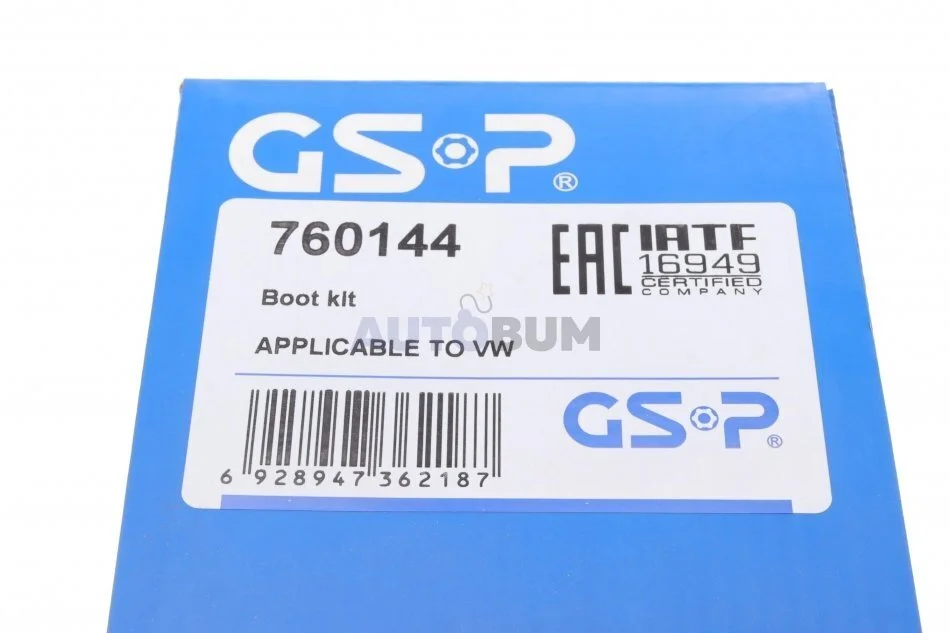 GSP®
760144
EAC
IATF
16949
CERTIFIED
COMPANY
Boot kit
AUTOBUM
APPLICABLE TO VW
GSP®
6 928947 362187